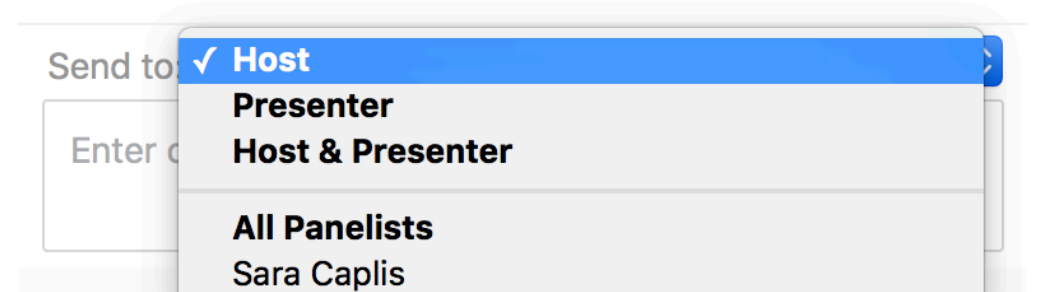 Send to: ✓ Host
Presenter
Enter Host & Presenter
All Panelists
Sara Caplis